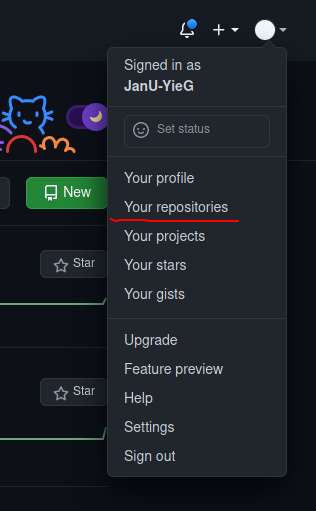 Signed in as
JanU-YieG
Set status
New
Your profile
Your repositories
Your projects
Your stars
Star
Your gists
Upgrade
Feature preview
Star
Help
Settings
Sign out